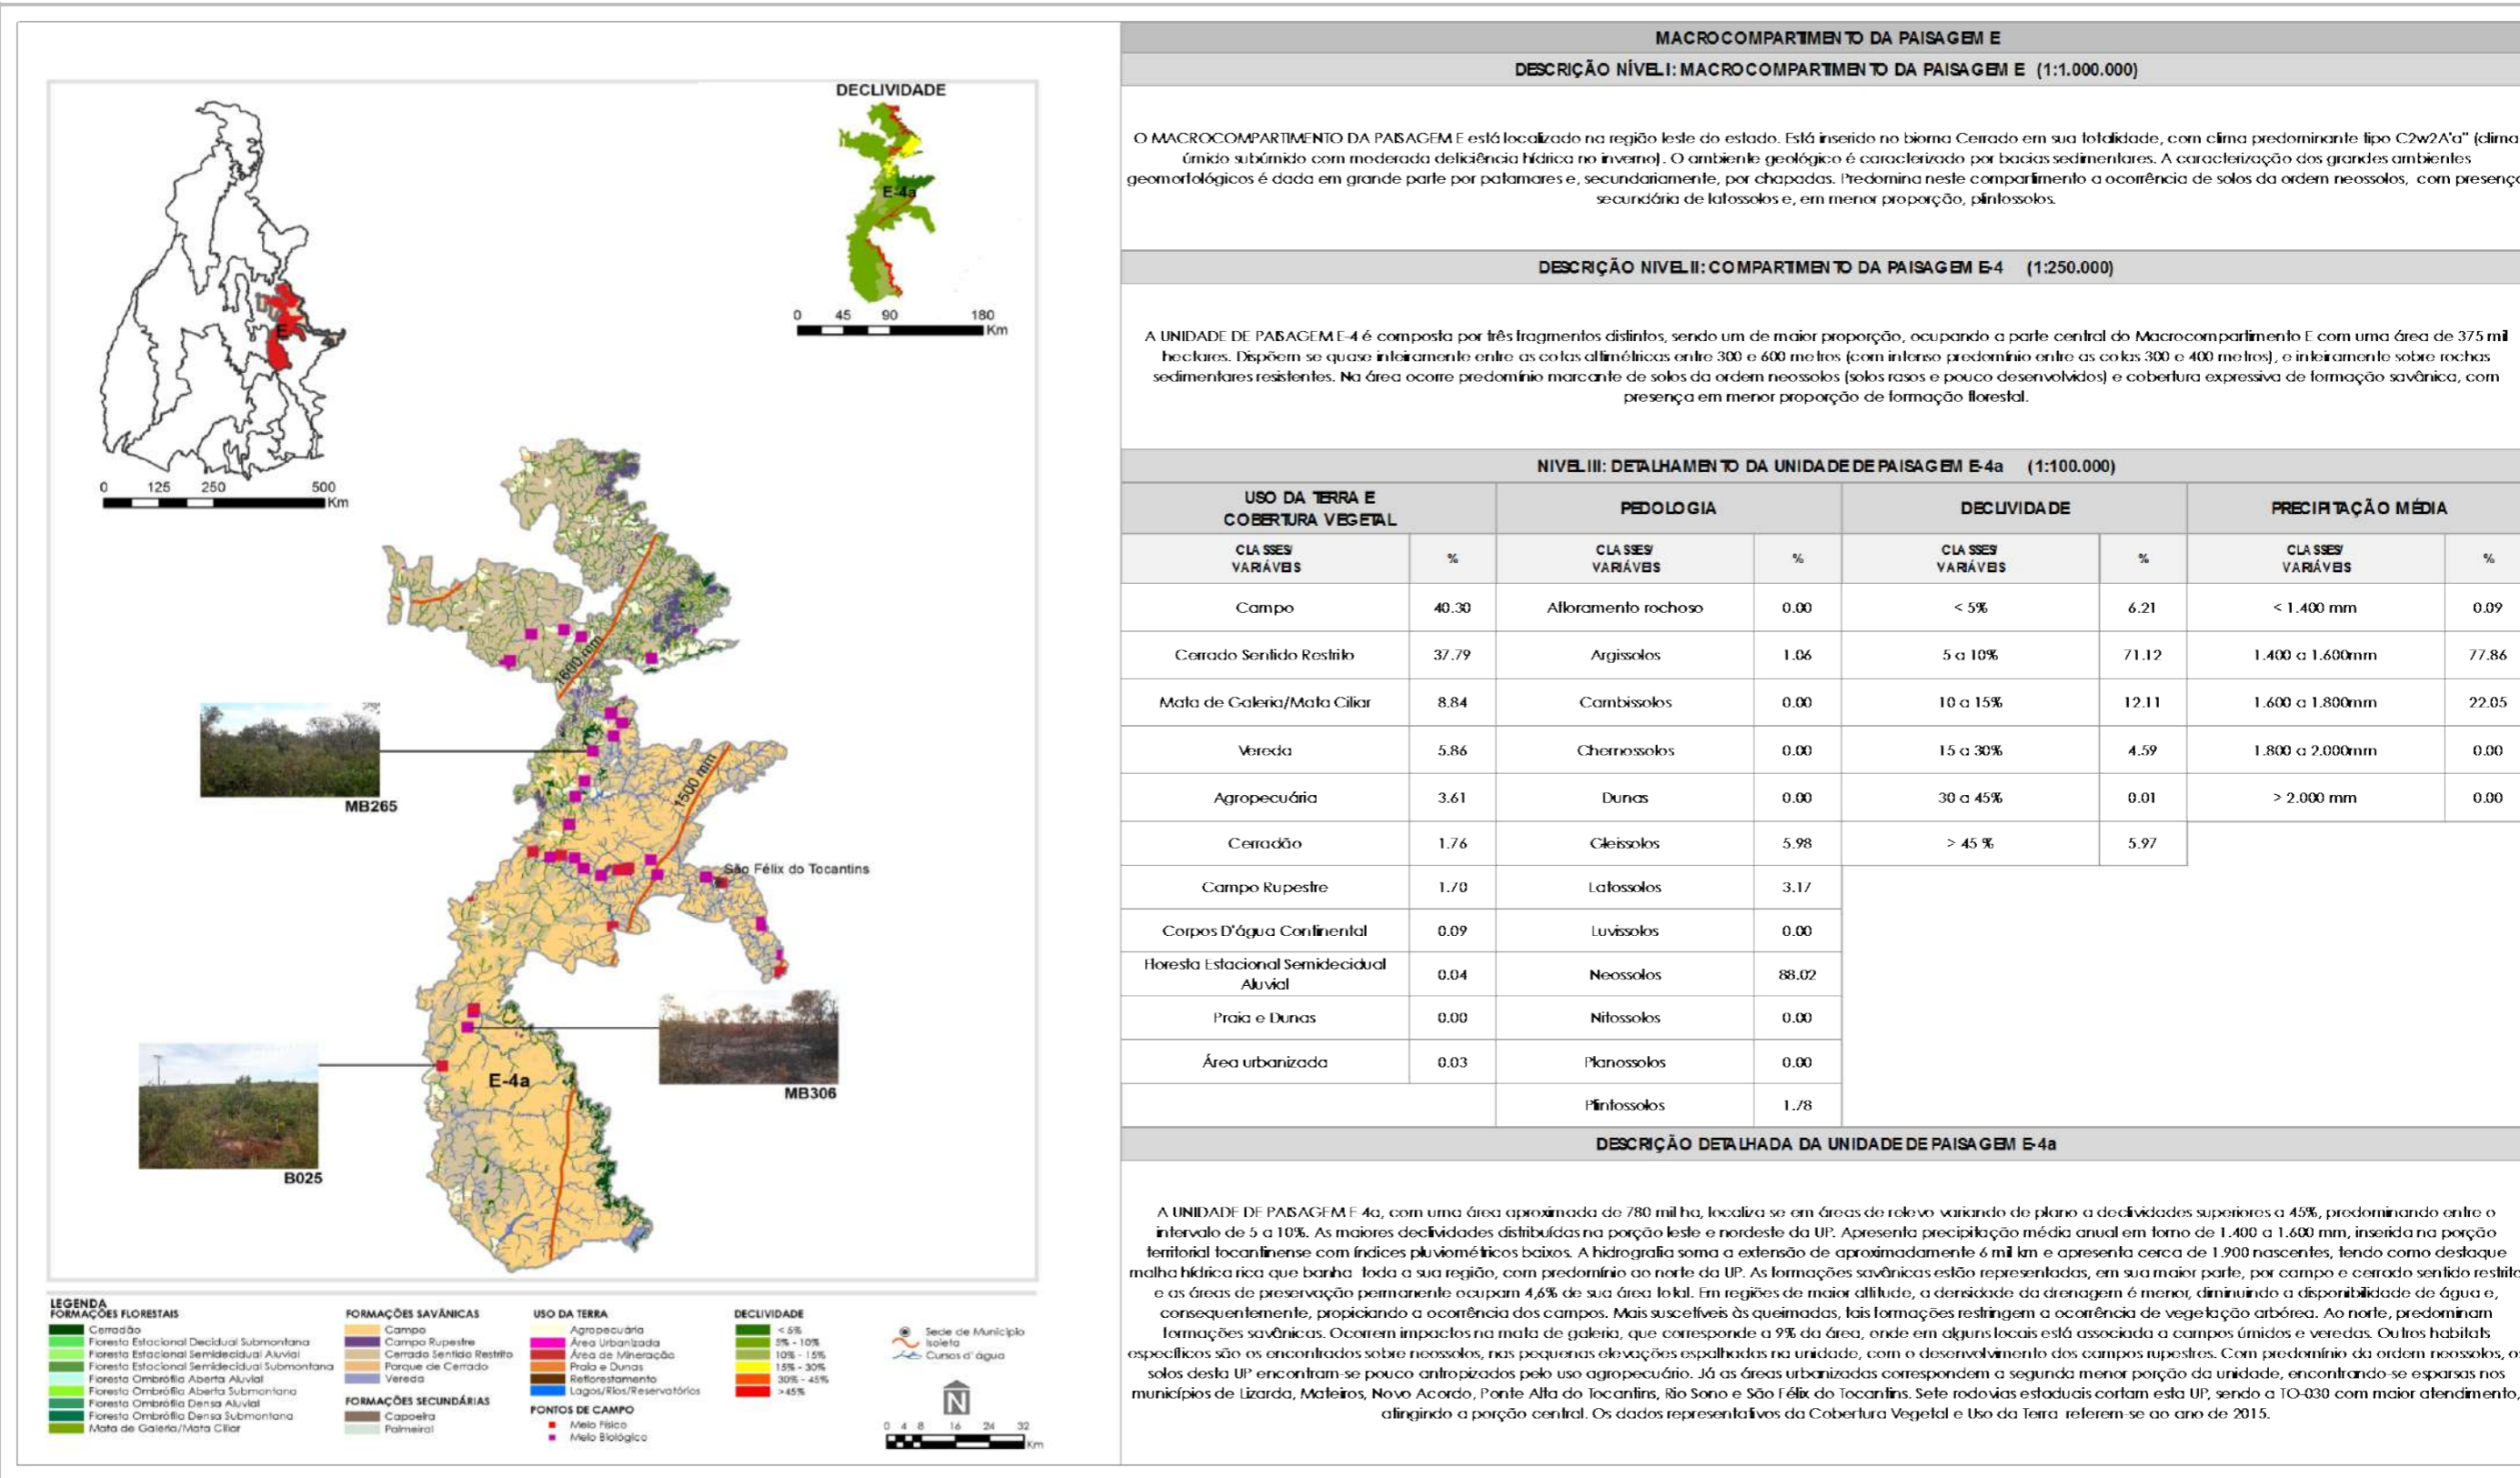 DECLIVIDADE
E-4a
0 45 90 180
Km
E
0 125 250 500
Km
1600 mm
1500 mm
São Félix do Tocantins
MB265
MB306
E-4a
B025
LEGENDA
FORMAÇÕES FLORESTAIS
Cerradão
Floresta Estacional Decidual Submontana
Floresta Estacional Semidecidual Aluvial
Floresta Estacional Semidecidual Submontana
Floresta Ombrófila Aberta Aluvial
Floresta Ombrófila Aberta Submontana
Floresta Ombrófila Densa Aluvial
Floresta Ombrófila Densa Submontana
Mata de Galeria/Mata Ciliar
FORMAÇÕES SAVÂNICAS
Campo
Campo Rupestre
Cerrado Sentido Restrito
Parque de Cerrado
Vereda
FORMAÇÕES SECUNDÁRIAS
Capoeira
Palmeiral
USO DA TERRA
Agropecuária
Área Urbanizada
Área de Mineração
Praia e Dunas
Reflorestamento
Lagos/Rios/Reservatórios
PONTOS DE CAMPO
Meio Físico
Meio Biológico
DECLIVIDADE
< 5%
5% - 10%
10% - 15%
15% - 30%
30% - 45%
>45%
Sede de Município
Isoieta
Cursos d'água
N
0 4 8 16 24 32
Km
MACROCOMPARTIMENTO DA PAISAGEM E
DESCRIÇÃO NÍVEL I: MACROCOMPARTIMENTO DA PAISAGEM E (1:1.000.000)
O MACROCOMPARTIMENTO DA PAISAGEM E está localizado na região leste do estado. Está inserido no bioma Cerrado em sua totalidade, com clima predominante tipo C2w2A'a" (clima
úmido subúmido com moderada deficiência hídrica no inverno). O ambiente geológico é caracterizado por bacias sedimentares. A caracterização dos grandes ambientes
geomorfológicos é dada em grande parte por patamares e, secundariamente, por chapadas. Predomina neste compartimento a ocorrência de solos da ordem neossolos, com presença
secundária de latossolos e, em menor proporção, plintossolos.
DESCRIÇÃO NIVEL II: COMPARTIMENTO DA PAISAGEM E-4 (1:250.000)
A UNIDADE DE PAISAGEM E-4 é composta por três fragmentos distintos, sendo um de maior proporção, ocupando a parte central do Macrocompartimento E com uma área de 375 mil
hectares. Dispõem se quase inteiramente entre as cotas altimétricas entre 300 e 600 metros (com intenso predomínio entre as cotas 300 e 400 metros), e inteiramente sobre rochas
sedimentares resistentes. Na área ocorre predomínio marcante de solos da ordem neossolos (solos rasos e pouco desenvolvidos) e cobertura expressiva de formação savânica, com
presença em menor proporção de formação florestal.
NIVEL III: DETALHAMENTO DA UNIDADE DE PAISAGEM E-4a (1:100.000)
USO DA TERRA E COBERTURA VEGETAL PEDOLOGIA DECLIVIDADE PRECIPITAÇÃO MÉDIA
CLASSES/ VARIÁVEIS % CLASSES/ VARIÁVEIS % CLASSES/ VARIÁVEIS % CLASSES/ VARIÁVEIS %
Campo 40.30 Afloramento rochoso 0.00 < 5% 6.21 < 1.400 mm 0.09
Cerrado Sentido Restrito 37.79 Argissolos 1.06 5 a 10% 71.12 1.400 a 1.600mm 77.86
Mata de Galeria/Mata Ciliar 8.84 Cambissolos 0.00 10 a 15% 12.11 1.600 a 1.800mm 22.05
Vereda 5.86 Chernossolos 0.00 15 a 30% 4.59 1.800 a 2.000mm 0.00
Agropecuária 3.61 Dunas 0.00 30 a 45% 0.01 > 2.000 mm 0.00
Cerradão 1.76 Gleissolos 5.98 > 45 % 5.97
Campo Rupestre 1.70 Latossolos 3.17
Corpos D'água Continental 0.09 Luvissolos 0.00
Floresta Estacional Semidecidual Aluvial 0.04 Neossolos 88.02
Praia e Dunas 0.00 Nitossolos 0.00
Área urbanizada 0.03 Planossolos 0.00
Plintossolos 1.78
DESCRIÇÃO DETALHADA DA UNIDADE DE PAISAGEM E-4a
A UNIDADE DE PAISAGEM E 4a, com uma área aproximada de 780 mil ha, localiza se em áreas de relevo variando de plano a declividades superiores a 45%, predominando entre o
intervalo de 5 a 10%. As maiores declividades distribuídas na porção leste e nordeste da UP. Apresenta precipitação média anual em torno de 1.400 a 1.600 mm, inserida na porção
territorial tocantinense com índices pluviométricos baixos. A hidrografia soma a extensão de aproximadamente 6 mil km e apresenta cerca de 1.900 nascentes, tendo como destaque
malha hídrica rica que banha toda a sua região, com predomínio ao norte da UP. As formações savânicas estão representadas, em sua maior parte, por campo e cerrado sentido restrito
e as áreas de preservação permanente ocupam 4,6% de sua área total. Em regiões de maior altitude, a densidade da drenagem é menor, diminuindo a disponibilidade de água e,
consequentemente, propiciando a ocorrência dos campos. Mais suscetíveis às queimadas, tais formações restringem a ocorrência de vegetação arbórea. Ao norte, predominam
formações savânicas. Ocorrem impactos na mata de galeria, que corresponde a 9% da área, onde em alguns locais está associada a campos úmidos e veredas. Outros habitats
específicos são os encontrados sobre neossolos, nas pequenas elevações espalhadas na unidade, com o desenvolvimento dos campos rupestres. Com predomínio da ordem neossolos, os
solos desta UP encontram-se pouco antropizados pelo uso agropecuário. Já as áreas urbanizadas correspondem a segunda menor porção da unidade, encontrando-se esparsas nos
municípios de Lizarda, Mateiros, Novo Acordo, Ponte Alta do Tocantins, Rio Sono e São Félix do Tocantins. Sete rodovias estaduais cortam esta UP, sendo a TO-030 com maior atendimento,
atingindo a porção central. Os dados representativos da Cobertura Vegetal e Uso da Terra referem-se ao ano de 2015.